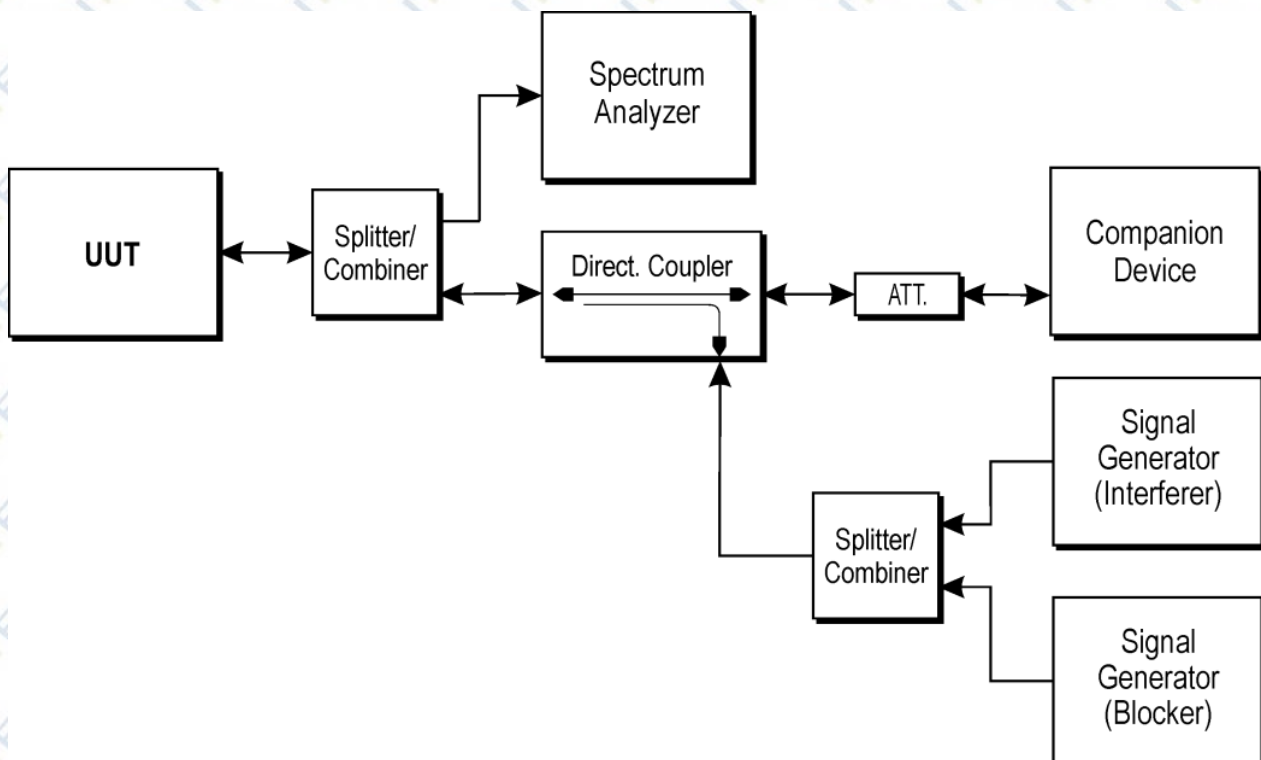 Spectrum
Analyzer
UUT
Splitter/
Combiner
Direct. Coupler
ATT.
Companion
Device
Signal
Generator
(Interferer)
Splitter/
Combiner
Signal
Generator
(Blocker)